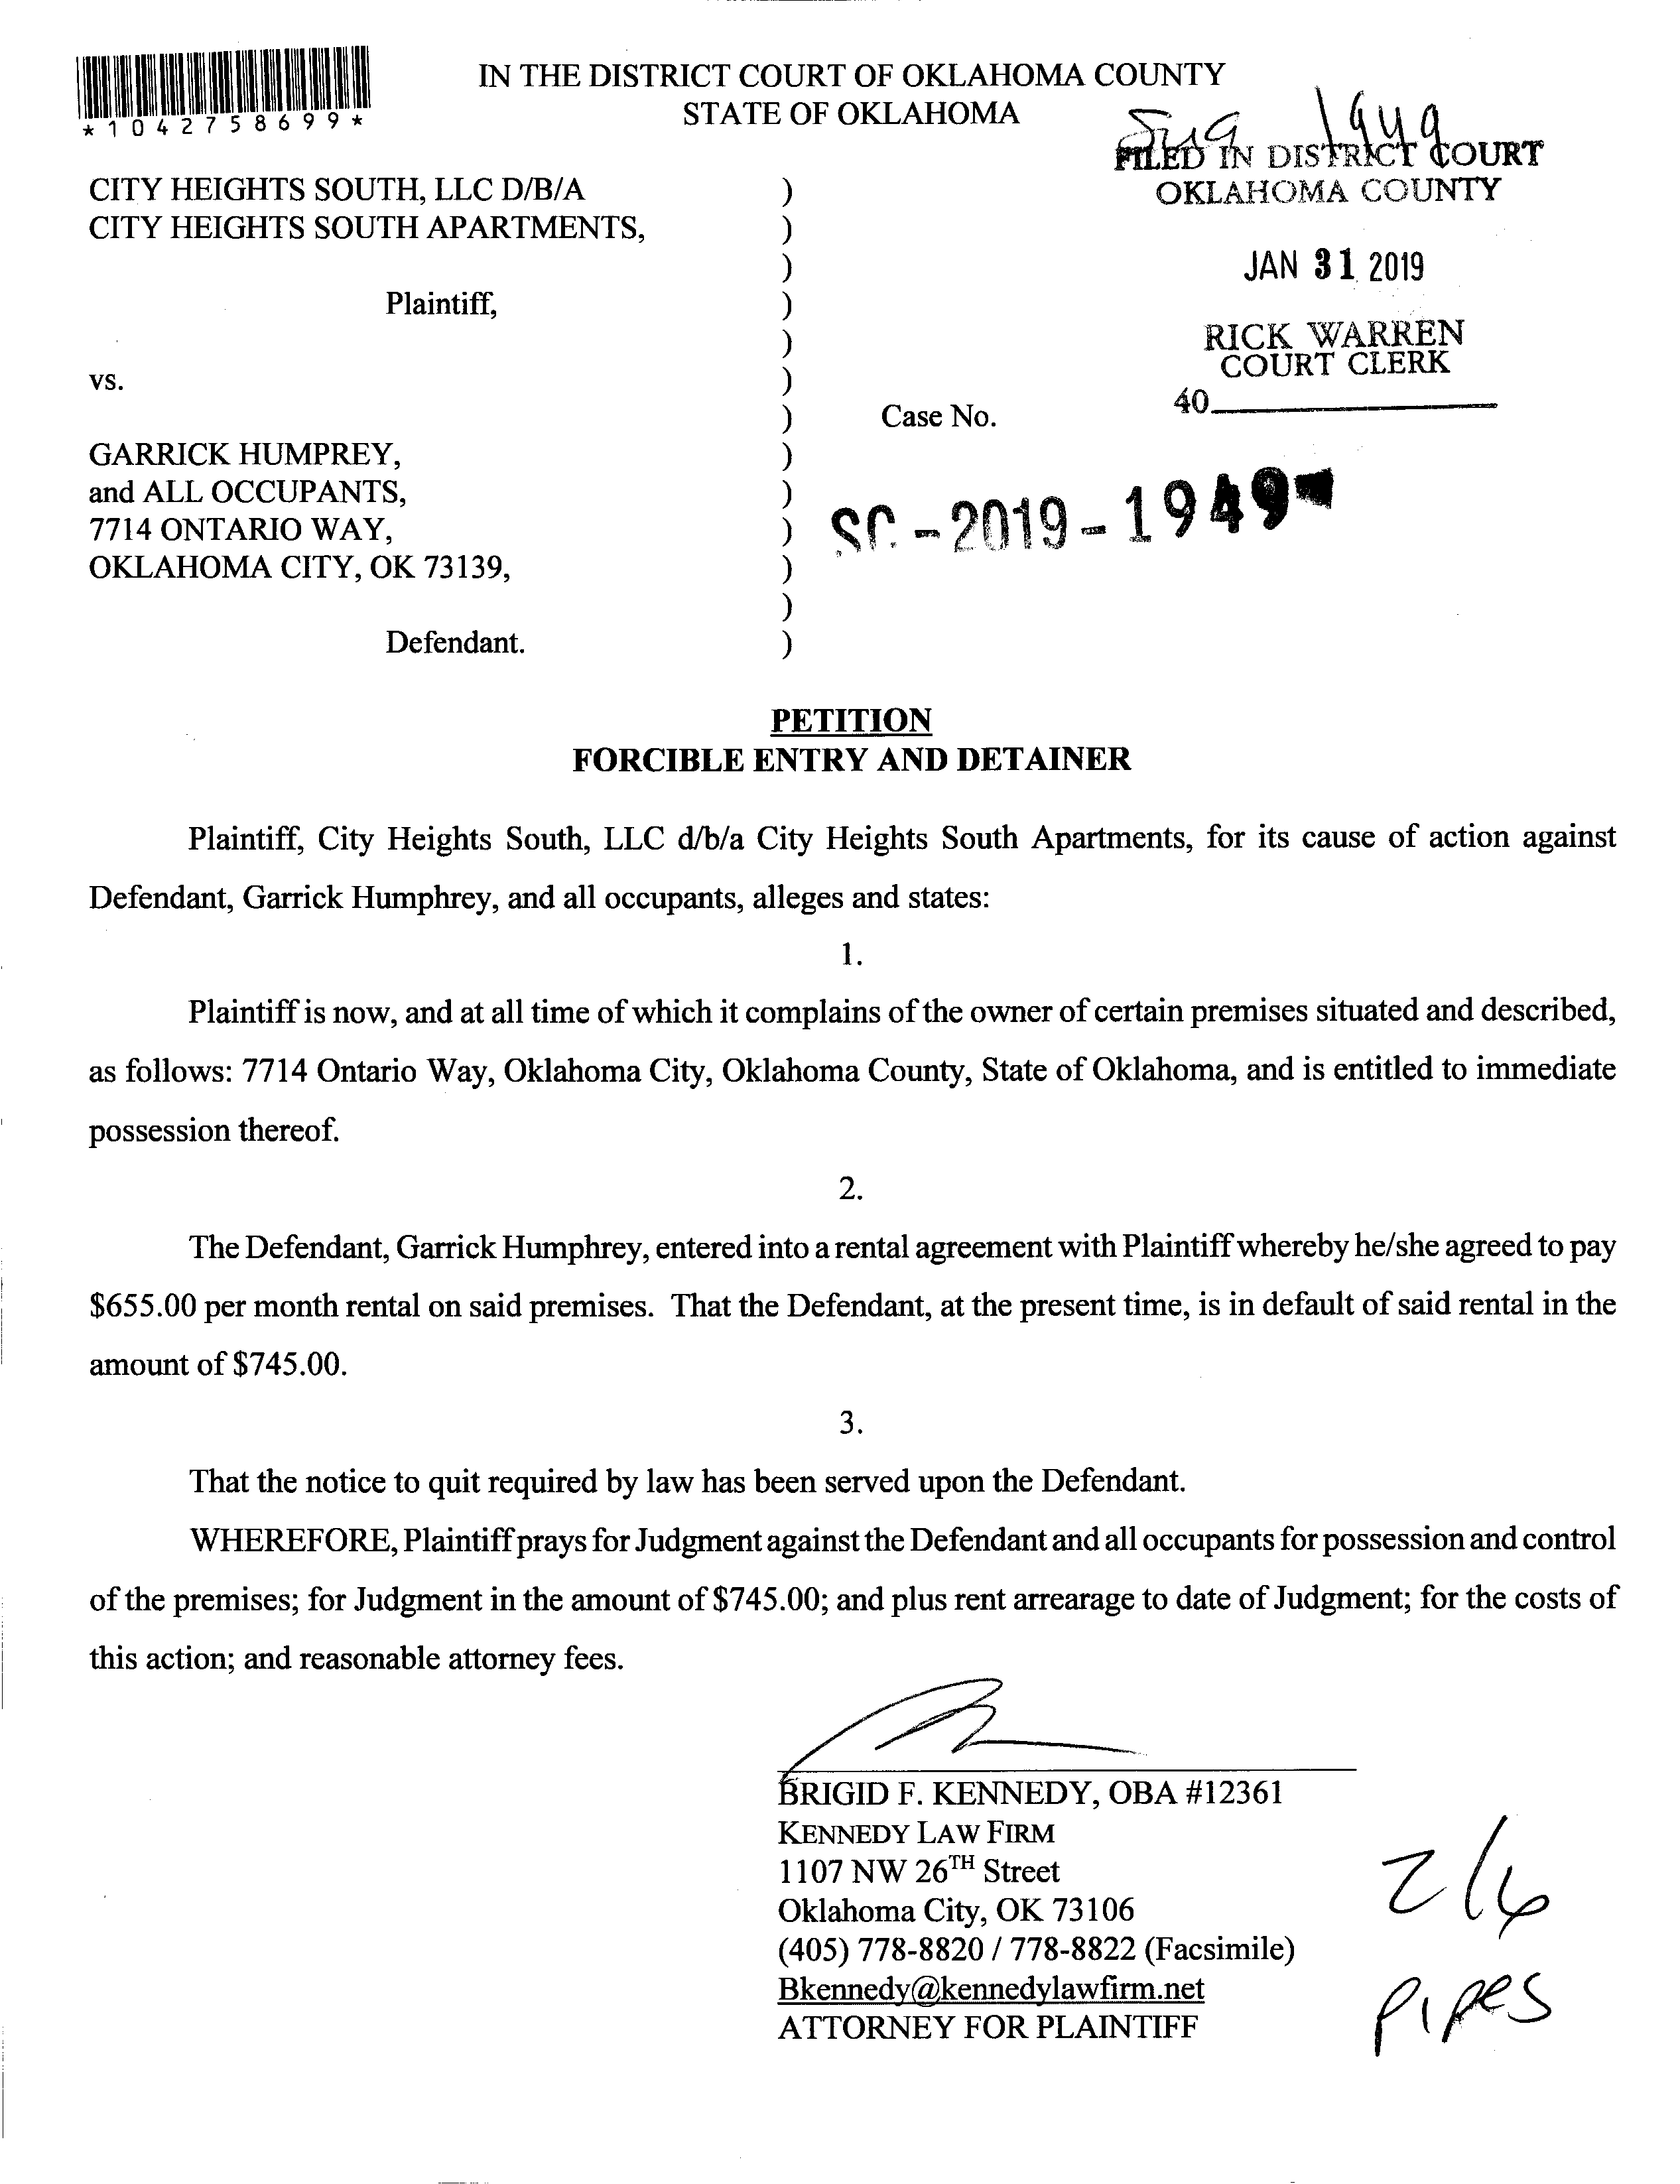 IN THE DISTRICT COURT OF OKLAHOMA COUNTY
STATE OF OKLAHOMA
*1042758699*
1949
FILED IN DISTRICT COURT
OKLAHOMA COUNTY
JAN 31 2019
RICK WARREN
COURT CLERK
40
CITY HEIGHTS SOUTH, LLC D/B/A )
CITY HEIGHTS SOUTH APARTMENTS, )
)
Plaintiff, )
)
vs. )
) Case No.
GARRICK HUMPREY, )
and ALL OCCUPANTS, )
7714 ONTARIO WAY, ) SC-2019-1949
OKLAHOMA CITY, OK 73139, )
)
Defendant. )
PETITION
FORCIBLE ENTRY AND DETAINER
Plaintiff, City Heights South, LLC d/b/a City Heights South Apartments, for its cause of action against
Defendant, Garrick Humphrey, and all occupants, alleges and states:
1.
Plaintiff is now, and at all time of which it complains of the owner of certain premises situated and described,
as follows: 7714 Ontario Way, Oklahoma City, Oklahoma County, State of Oklahoma, and is entitled to immediate
possession thereof.
2.
The Defendant, Garrick Humphrey, entered into a rental agreement with Plaintiff whereby he/she agreed to pay
$655.00 per month rental on said premises. That the Defendant, at the present time, is in default of said rental in the
amount of $745.00.
3.
That the notice to quit required by law has been served upon the Defendant.
WHEREFORE, Plaintiff prays for Judgment against the Defendant and all occupants for possession and control
of the premises; for Judgment in the amount of $745.00; and plus rent arrearage to date of Judgment; for the costs of
this action; and reasonable attorney fees.
BRIGID F. KENNEDY, OBA #12361
KENNEDY LAW FIRM
1107 NW 26TH Street
Oklahoma City, OK 73106
(405) 778-8820 / 778-8822 (Facsimile)
Bkennedy@kennedylawfirm.net
ATTORNEY FOR PLAINTIFF
2/6
PIPES